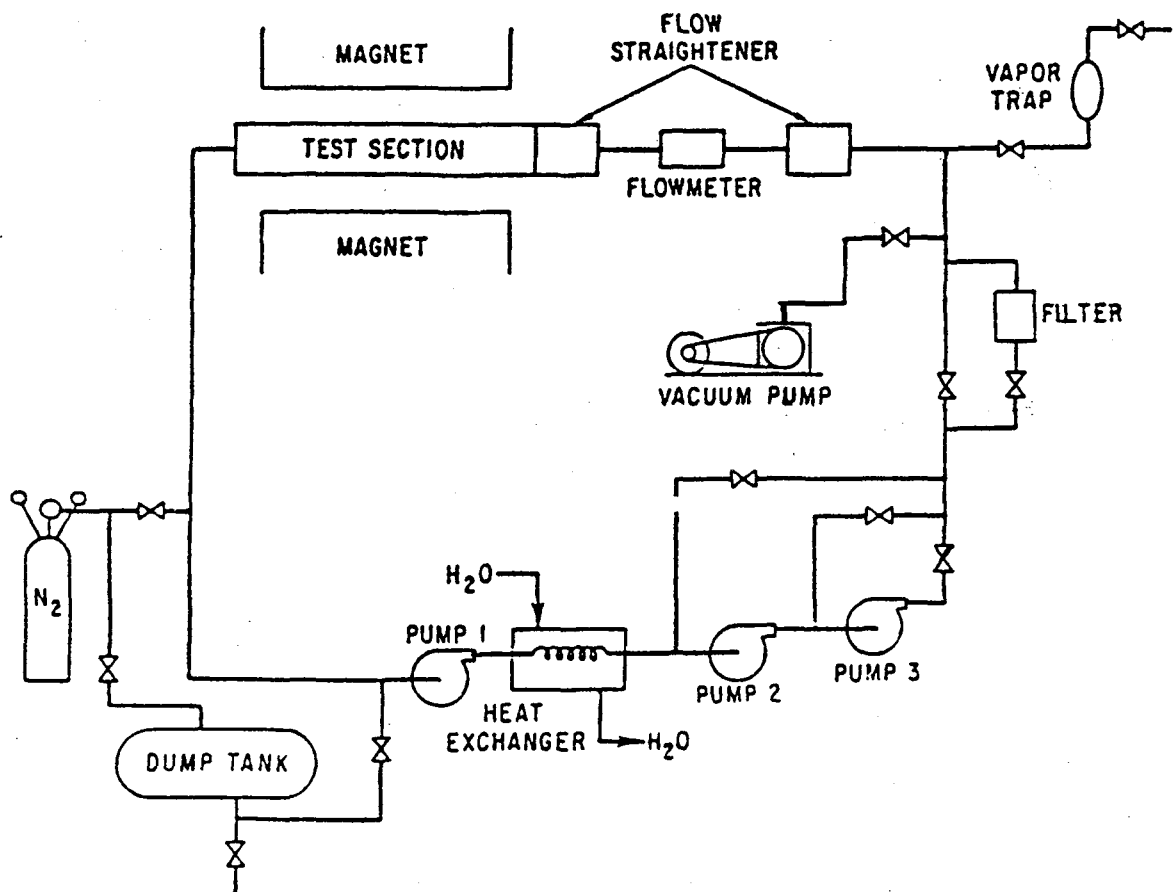 FLOW
STRAIGHTENER
MAGNET
VAPOR
TRAP
TEST SECTION
FLOWMETER
MAGNET
FILTER
VACUUM PUMP
N2
H2O
PUMP 1
PUMP 2
PUMP 3
HEAT
EXCHANGER
H2O
DUMP TANK